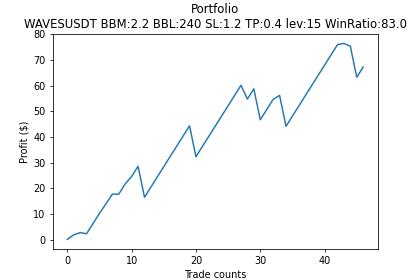 Portfolio
WAVESUSDT BBM:2.2 BBL:240 SL:1.2 TP:0.4 lev:15 WinRatio:83.0
80
70
60
50
40
30
20
10
0
Profit ($)
0 10 20 30 40
Trade counts